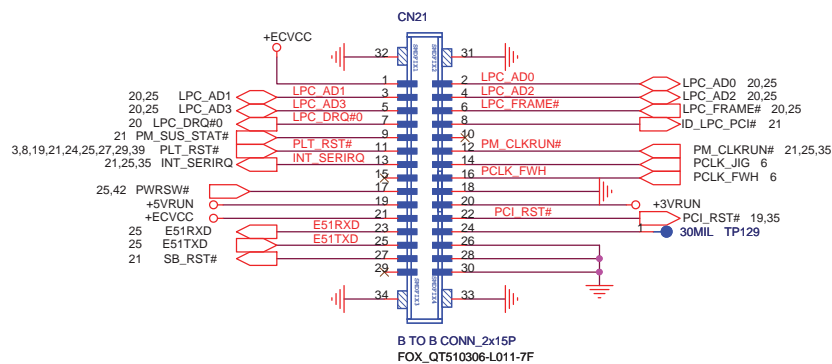 CN21
+ECVCC
32 31
1 2 LPC_AD0 LPC_AD0 20,25
20,25 LPC_AD1 LPC_AD1 3 4 LPC_AD2 LPC_AD2 20,25
20,25 LPC_AD3 LPC_AD3 5 6 LPC_FRAME# LPC_FRAME# 20,25
20 LPC_DRQ#0 LPC_DRQ#0 7 8 ID_LPC_PCI# 21
21 PM_SUS_STAT# 9 10
3,8,19,21,24,25,27,29,39 PLT_RST# PLT_RST# 11 12 PM_CLKRUN# PM_CLKRUN# 21,25,35
21,25,35 INT_SERIRQ INT_SERIRQ 13 14 PCLK_JIG 6
15 16 PCLK_FWH PCLK_FWH 6
25,42 PWRSW# 17 18
+5VRUN 19 20 +3VRUN
+ECVCC 21 22 PCI_RST# PCI_RST# 19,35
25 E51RXD E51RXD 23 24 1 30MIL TP129
25 E51TXD E51TXD 25 26
21 SB_RST# 27 28
29 30
34 33
B TO B CONN_2x15P
FOX_QT510306-L011-7F